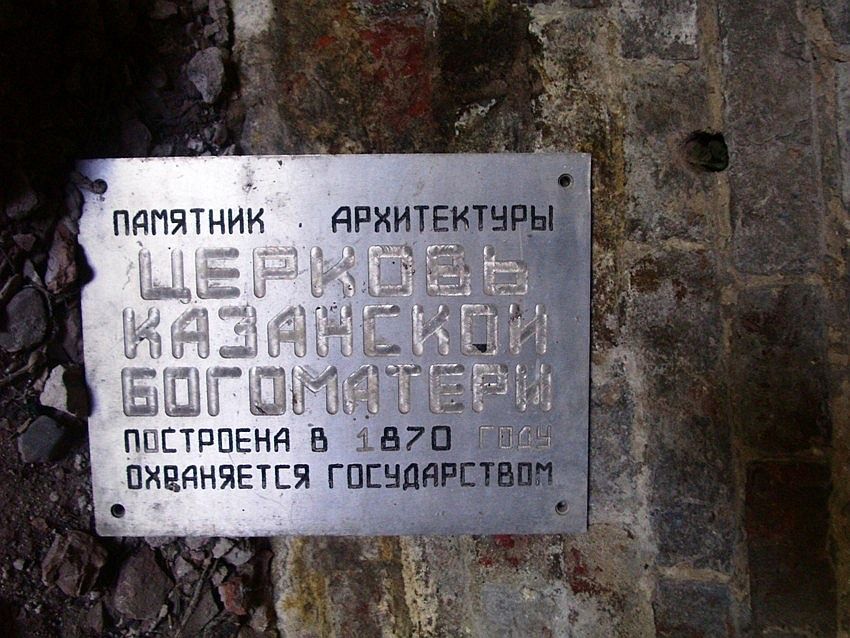 ПАМЯТНИК АРХИТЕКТУРЫ
ЦЕРКОВЬ
КАЗАНСКОЙ
БОГОМАТЕРИ
ПОСТРОЕНА В 1870 ГОДУ
ОХРАНЯЕТСЯ ГОСУДАРСТВОМ